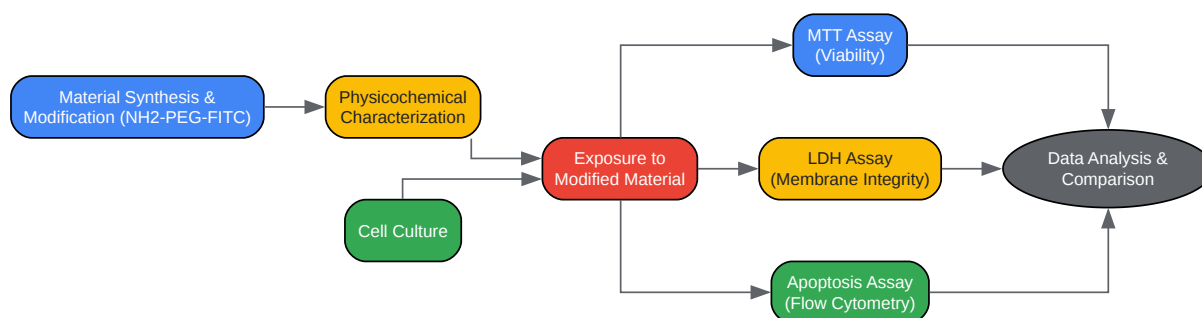 Material Synthesis &
Modification (NH2-PEG-FITC)
Physicochemical
Characterization
Cell Culture
Exposure to
Modified Material
MTT Assay
(Viability)
LDH Assay
(Membrane Integrity)
Apoptosis Assay
(Flow Cytometry)
Data Analysis &
Comparison